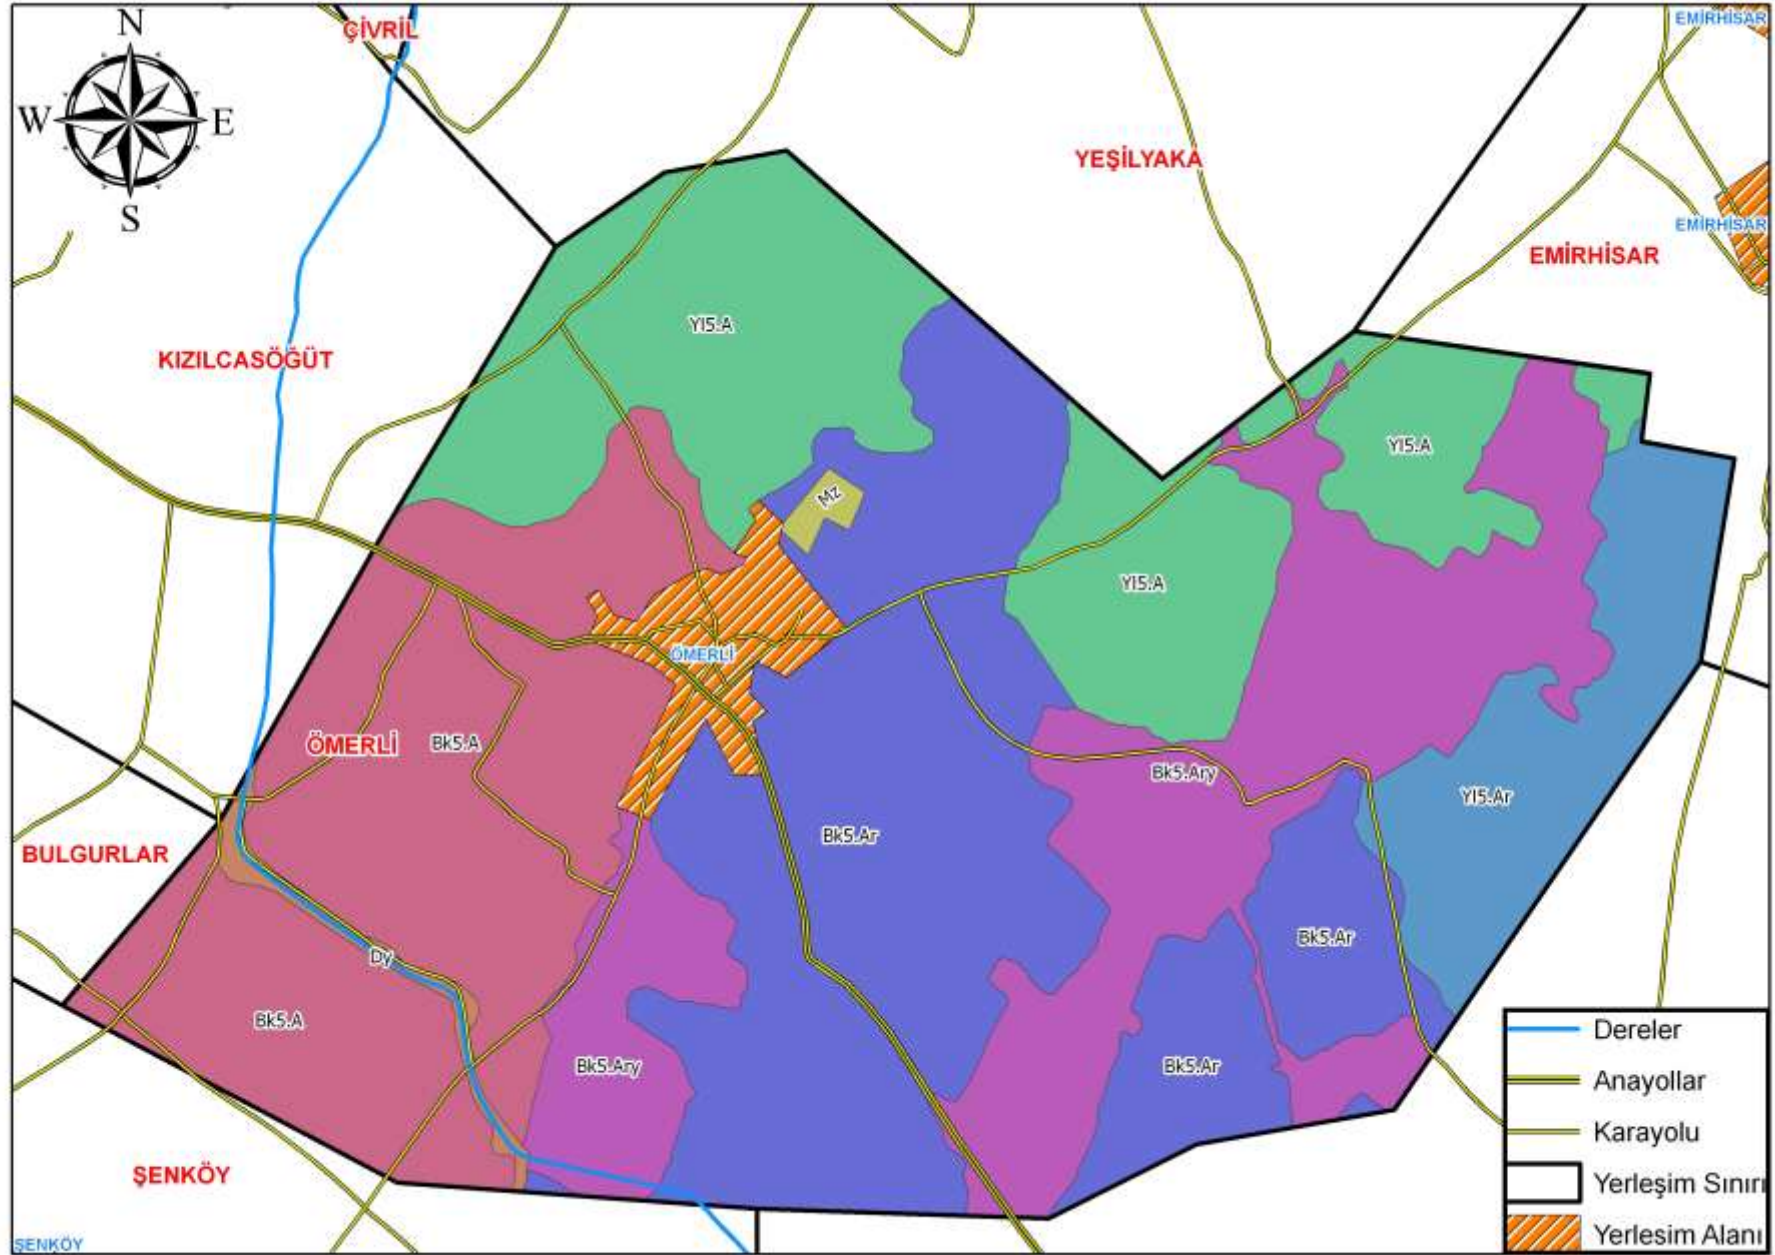 N
ÇİVRİL
EMİRHİSAR
W
E
S
YEŞİLYAKA
EMİRHİSAR
EMİRHİSAR
KIZILCASÖĞÜT
Yl5.A
Yl5.A
Mz
Yl5.A
ÖMERLİ
ÖMERLİ
Bk5.A
Bk5.Ary
Yl5.Ar
BULGURLAR
Bk5.Ar
Dy
Bk5.Ar
Bk5.A
Bk5.Ary
Bk5.Ar
ŞENKÖY
ŞENKÖY
Dereler
Anayollar
Karayolu
Yerleşim Sınırı
Yerleşim Alanı